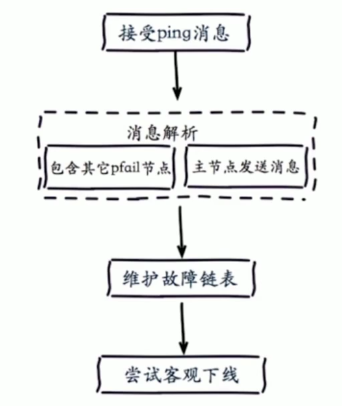 接受ping消息
消息解析
包含其它pfail节点
主节点发送消息
维护故障链表
尝试客观下线